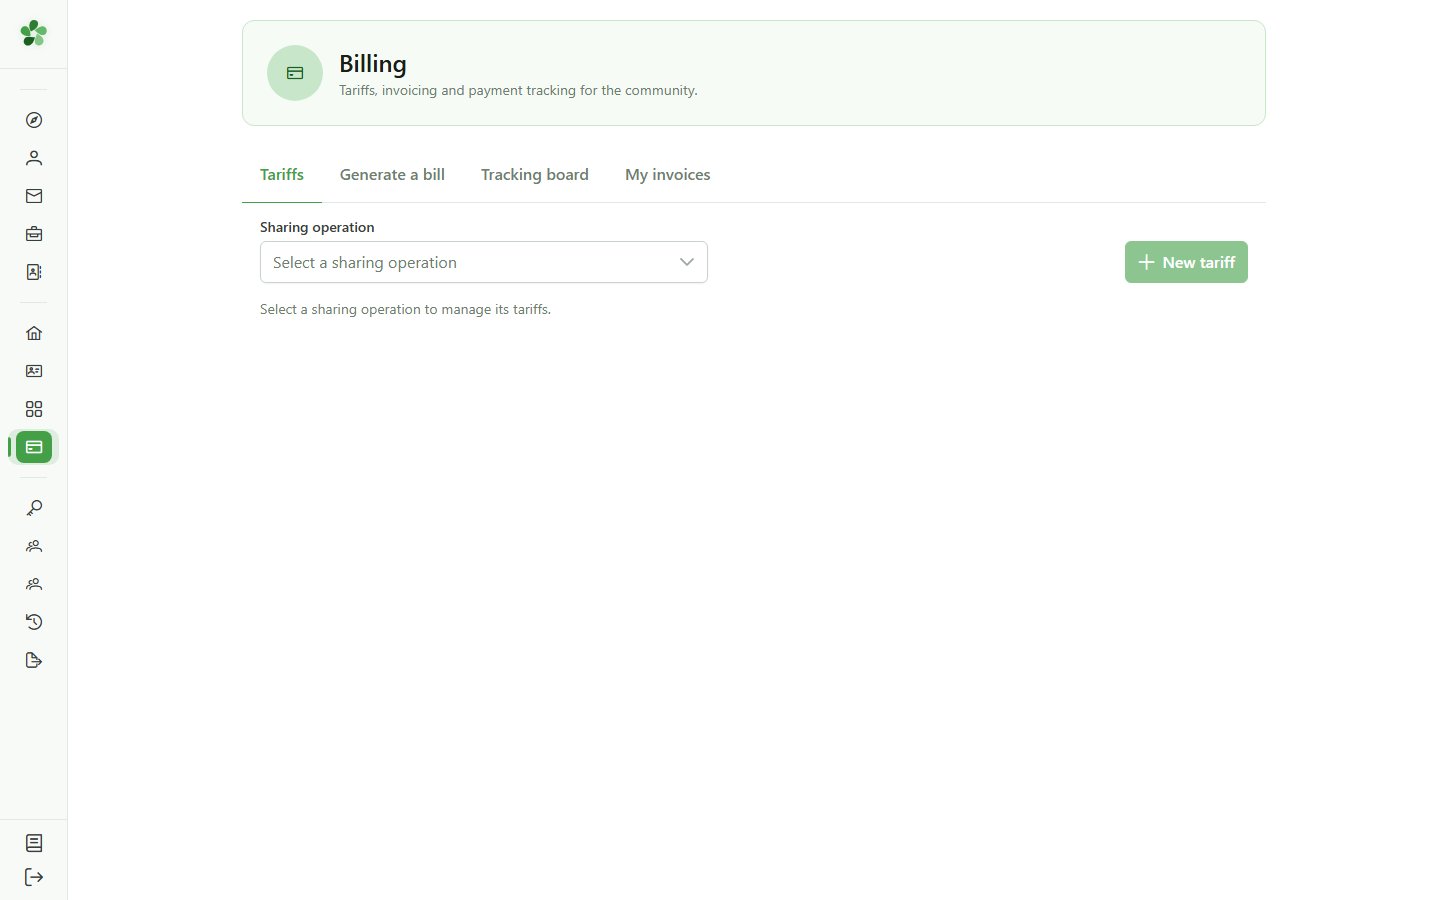 Billing
Tariffs, invoicing and payment tracking for the community.
Tariffs
Generate a bill
Tracking board
My invoices
Sharing operation
Select a sharing operation
New tariff
Select a sharing operation to manage its tariffs.